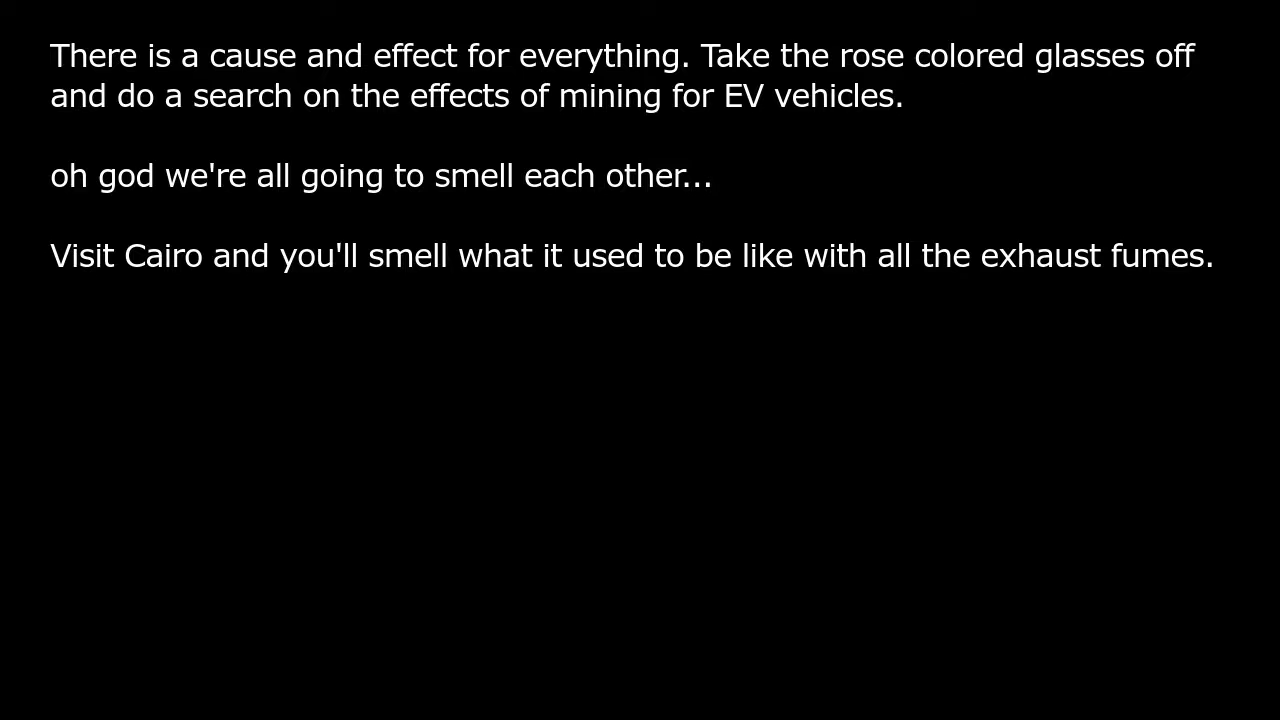 There is a cause and effect for everything. Take the rose colored glasses off
and do a search on the effects of mining for EV vehicles.
oh god we're all going to smell each other...
Visit Cairo and you'll smell what it used to be like with all the exhaust fumes.